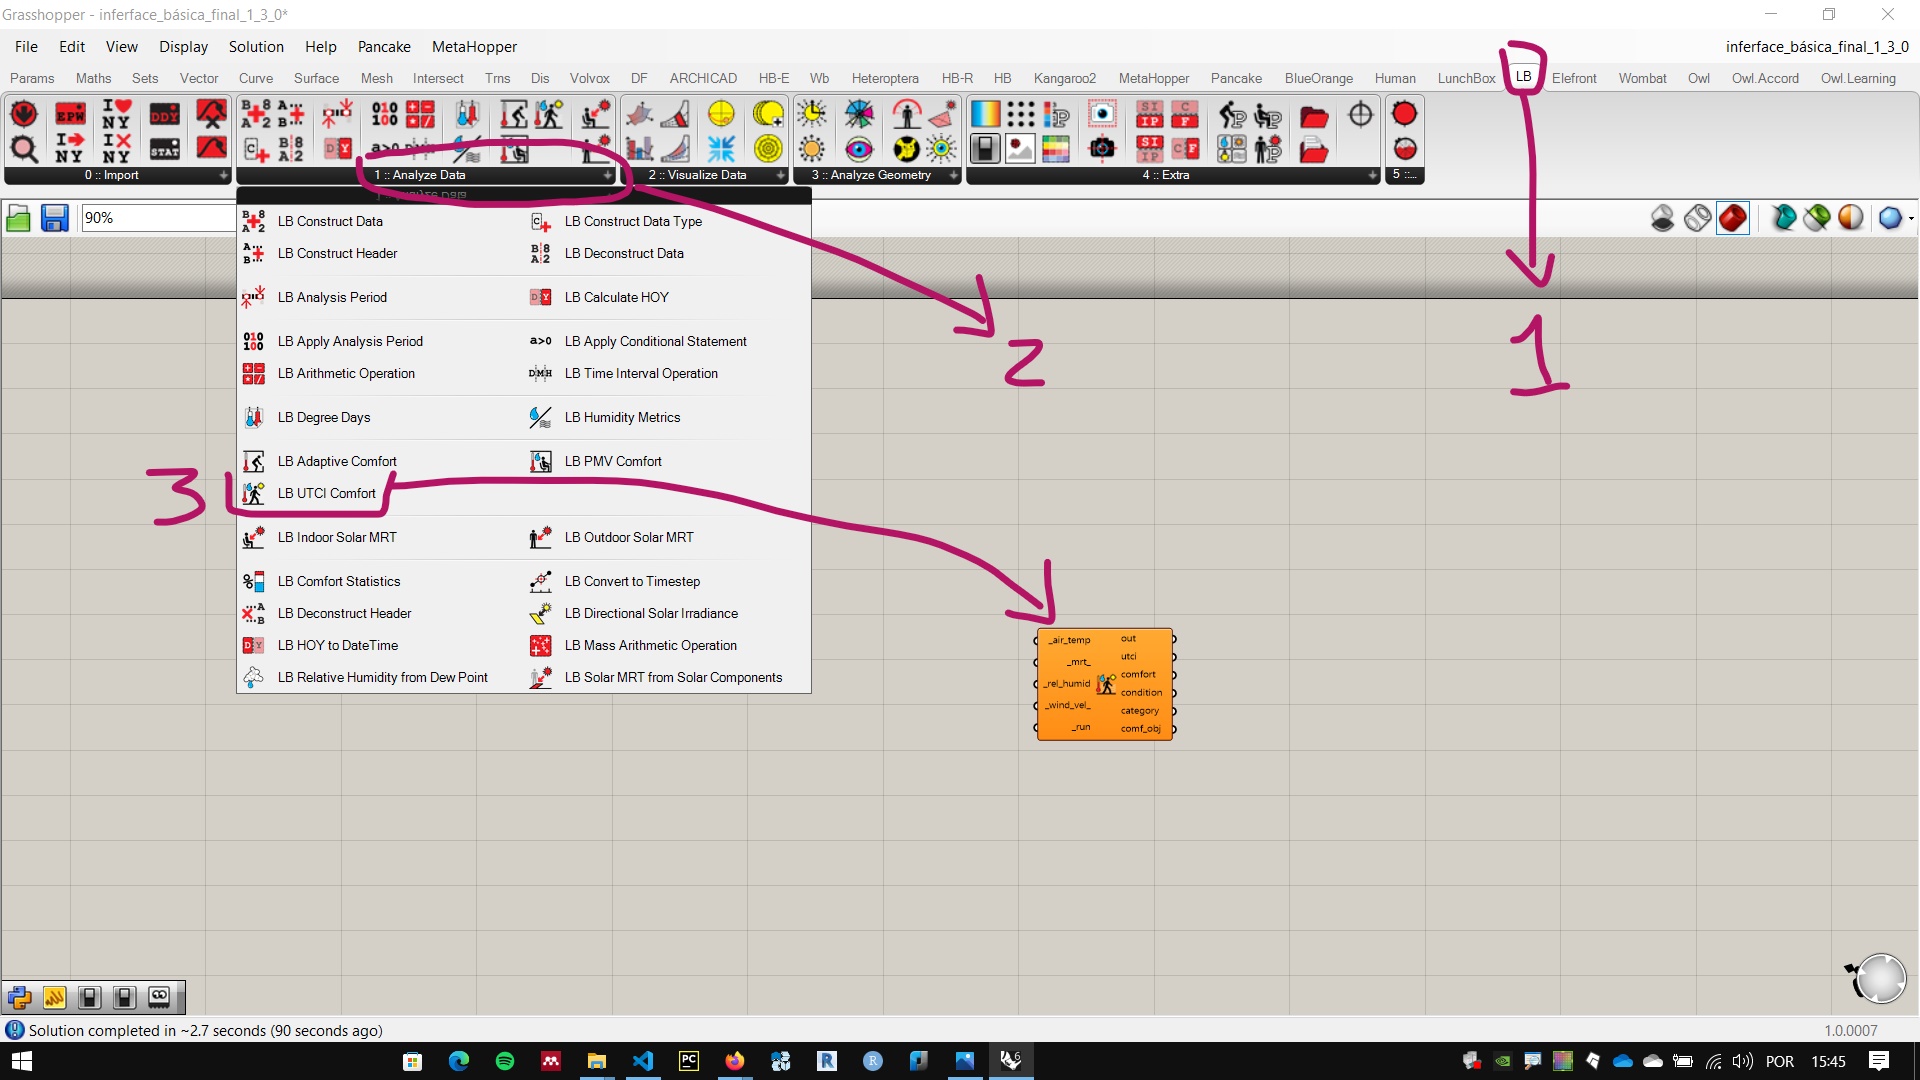 Grasshopper - inferface_básica_final_1_3_0*
File Edit View Display Solution Help Pancake MetaHopper
inferface_básica_final_1_3_0
Params Maths Sets Vector Curve Surface Mesh Intersect Trns Dis Volvox DF ARCHICAD HB-E Wb Heteroptera HB-R HB Kangaroo2 MetaHopper Pancake BlueOrange Human LunchBox LB Elefront Wombat Owl Owl.Accord Owl.Learning
0 :: Import
1 :: Analyze Data
2 :: Visualize Data
3 :: Analyze Geometry
4 :: Extra
5 ::...
90%
LB Construct Data
LB Construct Data Type
LB Construct Header
LB Deconstruct Data
LB Analysis Period
LB Calculate HOY
LB Apply Analysis Period
a>0 LB Apply Conditional Statement
LB Arithmetic Operation
LB Time Interval Operation
LB Degree Days
LB Humidity Metrics
LB Adaptive Comfort
LB PMV Comfort
LB UTCI Comfort
LB Indoor Solar MRT
LB Outdoor Solar MRT
LB Comfort Statistics
LB Convert to Timestep
LB Deconstruct Header
LB Directional Solar Irradiance
LB HOY to DateTime
LB Mass Arithmetic Operation
LB Relative Humidity from Dew Point
LB Solar MRT from Solar Components
1
2
3
_air_temp
_mrt_
_rel_humid
_wind_vel_
_run
out
utci
comfort
condition
category
comf_obj
Solution completed in ~2.7 seconds (90 seconds ago)
1.0.0007
POR 15:45